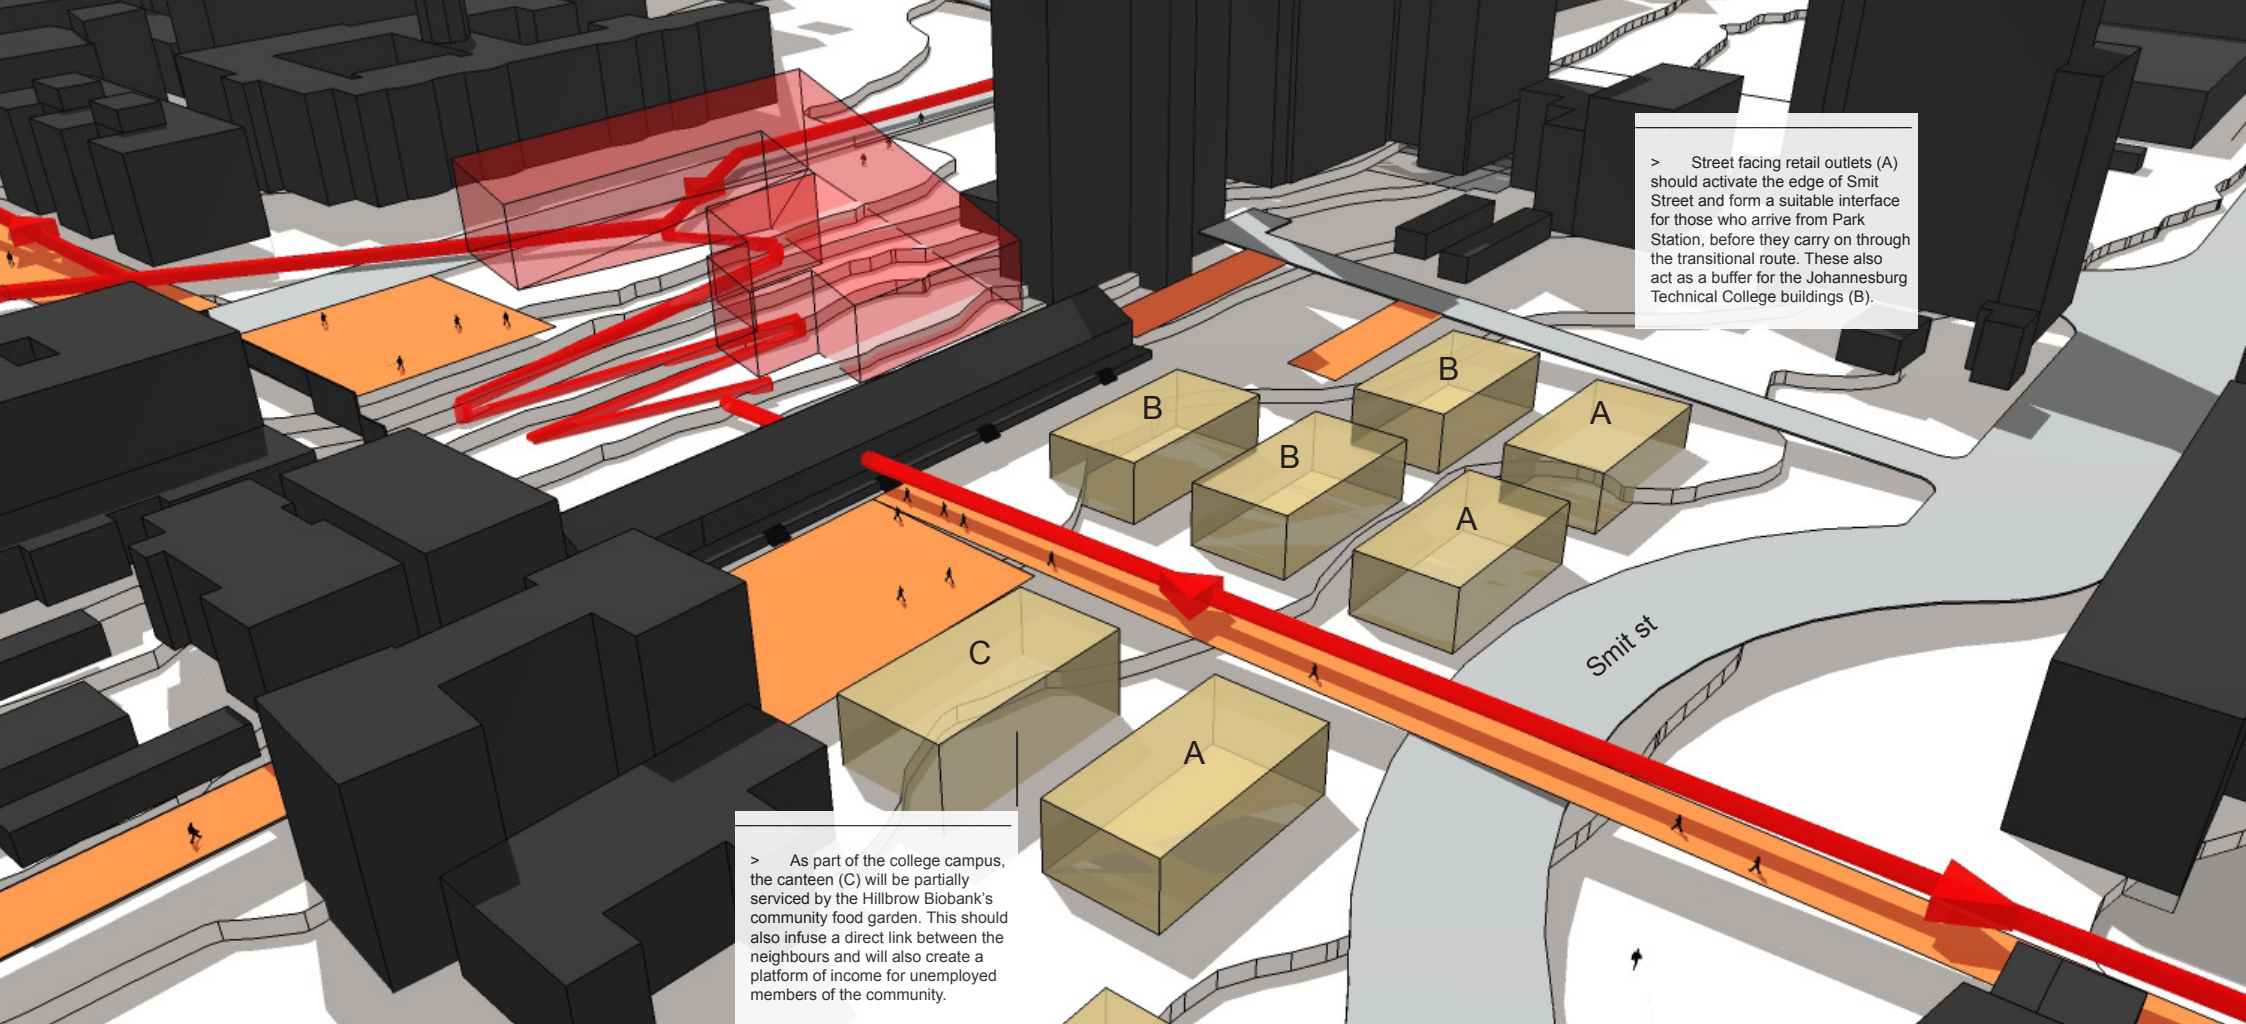 > Street facing retail outlets (A)
should activate the edge of Smit
Street and form a suitable interface
for those who arrive from Park
Station, before they carry on through
the transitional route. These also
act as a buffer for the Johannesburg
Technical College buildings (B).
B
B
A
B
A
Smit st
C
A
> As part of the college campus,
the canteen (C) will be partially
serviced by the Hillbrow Biobank’s
community food garden. This should
also infuse a direct link between the
neighbours and will also create a
platform of income for unemployed
members of the community.